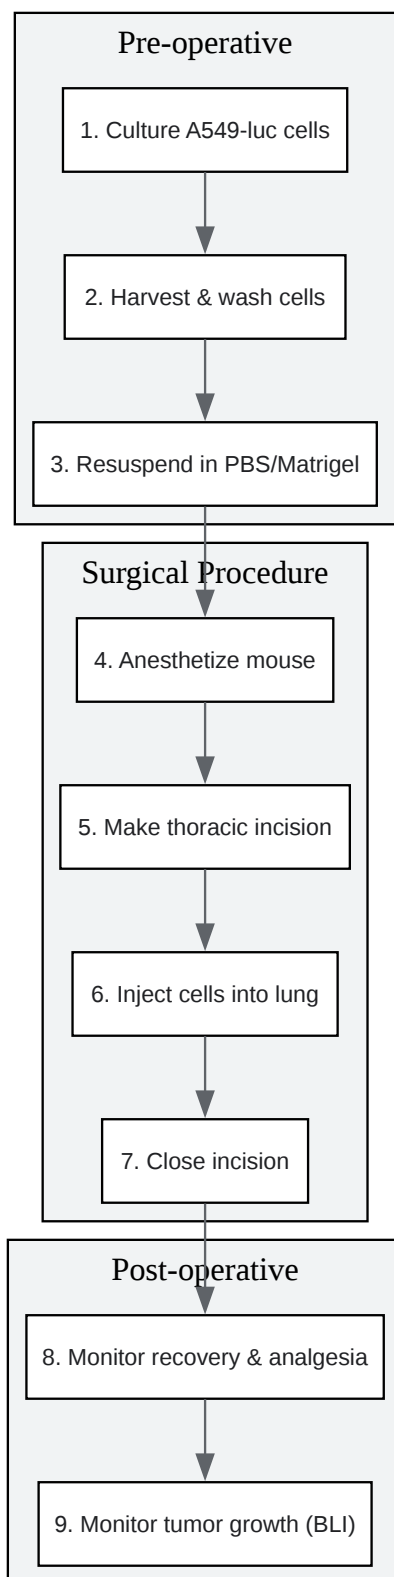 Pre-operative
1. Culture A549-luc cells
2. Harvest & wash cells
3. Resuspend in PBS/Matrigel
Surgical Procedure
4. Anesthetize mouse
5. Make thoracic incision
6. Inject cells into lung
7. Close incision
Post-operative
8. Monitor recovery & analgesia
9. Monitor tumor growth (BLI)